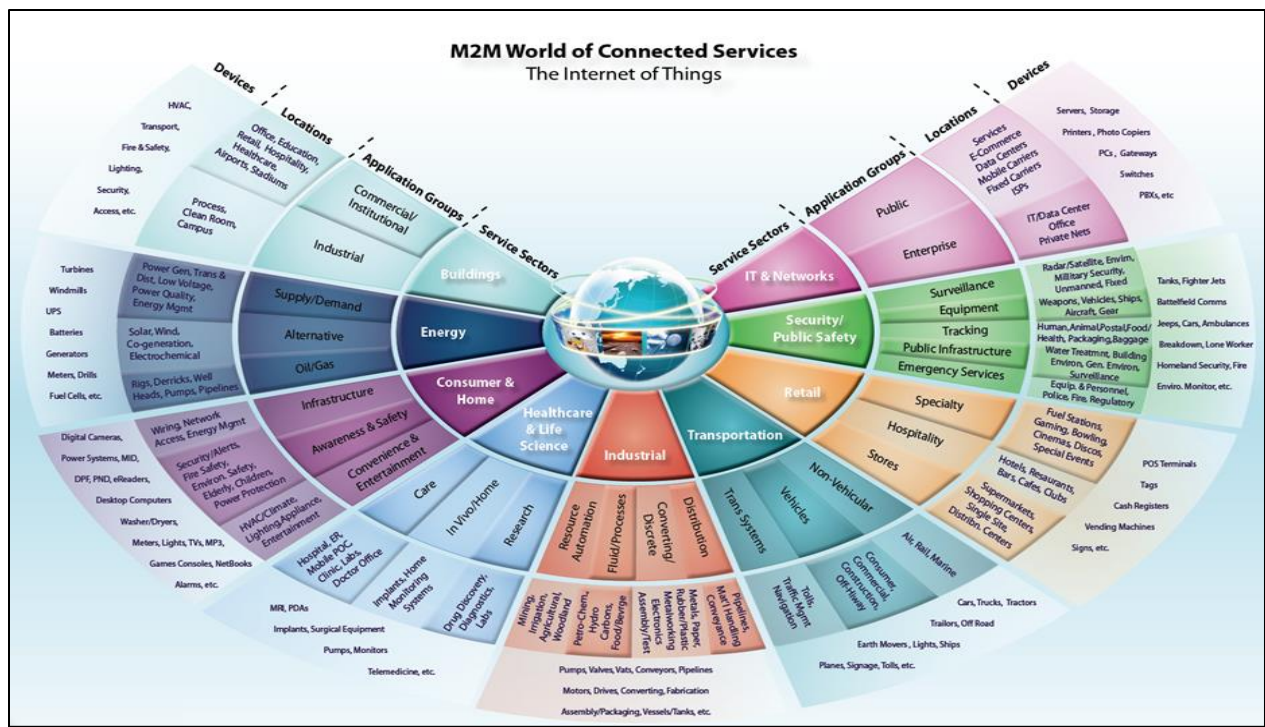 M2M World of Connected Services
The Internet of Things
Devices
Locations
Application Groups
Service Sectors
Buildings
Commercial/
Institutional
Industrial
Office, Education,
Retail, Hospitality,
Healthcare,
Airports, Stadiums
Process,
Clean Room,
Campus
HVAC,
Transport,
Fire & Safety,
Lighting,
Security,
Access, etc.
Energy
Supply/Demand
Alternative
Oil/Gas
Power Gen, Trans &
Dist, Low Voltage,
Power Quality,
Energy Mgmt
Solar, Wind,
Co-generation,
Electrochemical
Rigs, Derricks, Well
Heads, Pumps, Pipelines
Turbines
Windmills
UPS
Batteries
Generators
Meters, Drills
Fuel Cells, etc.
Consumer &
Home
Infrastructure
Awareness & Safety
Convenience &
Entertainment
Wiring, Network
Access, Energy Mgmt
Security/Alerts,
Fire Safety,
Environ. Safety,
Elderly, Children,
Power Protection
HVAC/Climate,
Lighting,Appliance,
Entertainment
Digital Cameras,
Power Systems, MID,
DPF, PND, eReaders,
Desktop Computers
Washer/Dryers,
Meters, Lights, TVs, MP3,
Games Consoles, NetBooks
Alarms, etc.
Healthcare
& Life
Science
Care
In Vivo/Home
Research
Hospital, ER,
Mobile POC,
Clinic, Labs,
Doctor Office
Implants, Home
Monitoring
Systems
Drug Discovery,
Diagnostics,
Labs
MRI, PDAs
Implants, Surgical Equipment
Pumps, Monitors
Telemedicine, etc.
Industrial
Resource
Automation
Fluid/Processes
Converting/
Discrete
Distribution
Mining,
Irrigation,
Agricultural,
Woodland
Petro-Chem.,
Hydro
Carbons,
Food/Bevrge
Metals, Paper,
Rubber/Plastic
Metalworking
Electronics
Assembly/Test
Pipelines,
Mat'l Handling
Conveyance
Pumps, Valves, Vats, Conveyors, Pipelines
Motors, Drives, Converting, Fabrication
Assembly/Packaging, Vessels/Tanks, etc.
Transportation
Trans Systems
Vehicles
Non-Vehicular
Tolls,
Traffic Mgmt
Navigation
Consumer,
Commercial,
Construction,
Off-Hiway
Air, Rail, Marine
Cars, Trucks, Tractors
Trailors, Off Road
Earth Movers, Lights, Ships
Planes, Signage, Tolls, etc.
Retail
Specialty
Hospitality
Stores
Fuel Stations,
Gaming, Bowling,
Cinemas, Discos,
Special Events
Hotels, Resaurants,
Bars, Cafes, Clubs
Supermarkets,
Shopping Centers,
Single Site,
Distribn. Centers
POS Terminals
Tags
Cash Registers
Vending Machines
Signs, etc.
Security/
Public Safety
Surveillance
Equipment
Tracking
Public Infrastructure
Emergency Services
Radar/Satellite, Envirn,
Military Security,
Unmanned, Fixed
Weapons, Vehicles, Ships,
Aircraft, Gear
Human,Animal,Postal,Food/
Health, Packaging,Baggage
Water Treatmnt, Building
Environ, Gen. Environ,
Surveillance
Equip. & Personnel,
Police, Fire, Regulatory
Tanks, Fighter Jets
Battelfield Comms
Jeeps, Cars, Ambulances
Breakdown, Lone Worker
Homeland Security, Fire
Enviro. Monitor, etc.
IT & Networks
Public
Enterprise
Services
E-Commerce
Data Centers
Mobile Carriers
Fixed Carriers
ISPs
IT/Data Center
Office
Private Nets
Servers, Storage
Printers, Photo Copiers
PCs, Gateways
Switches
PBXs, etc
Service Sectors
Application Groups
Locations
Devices